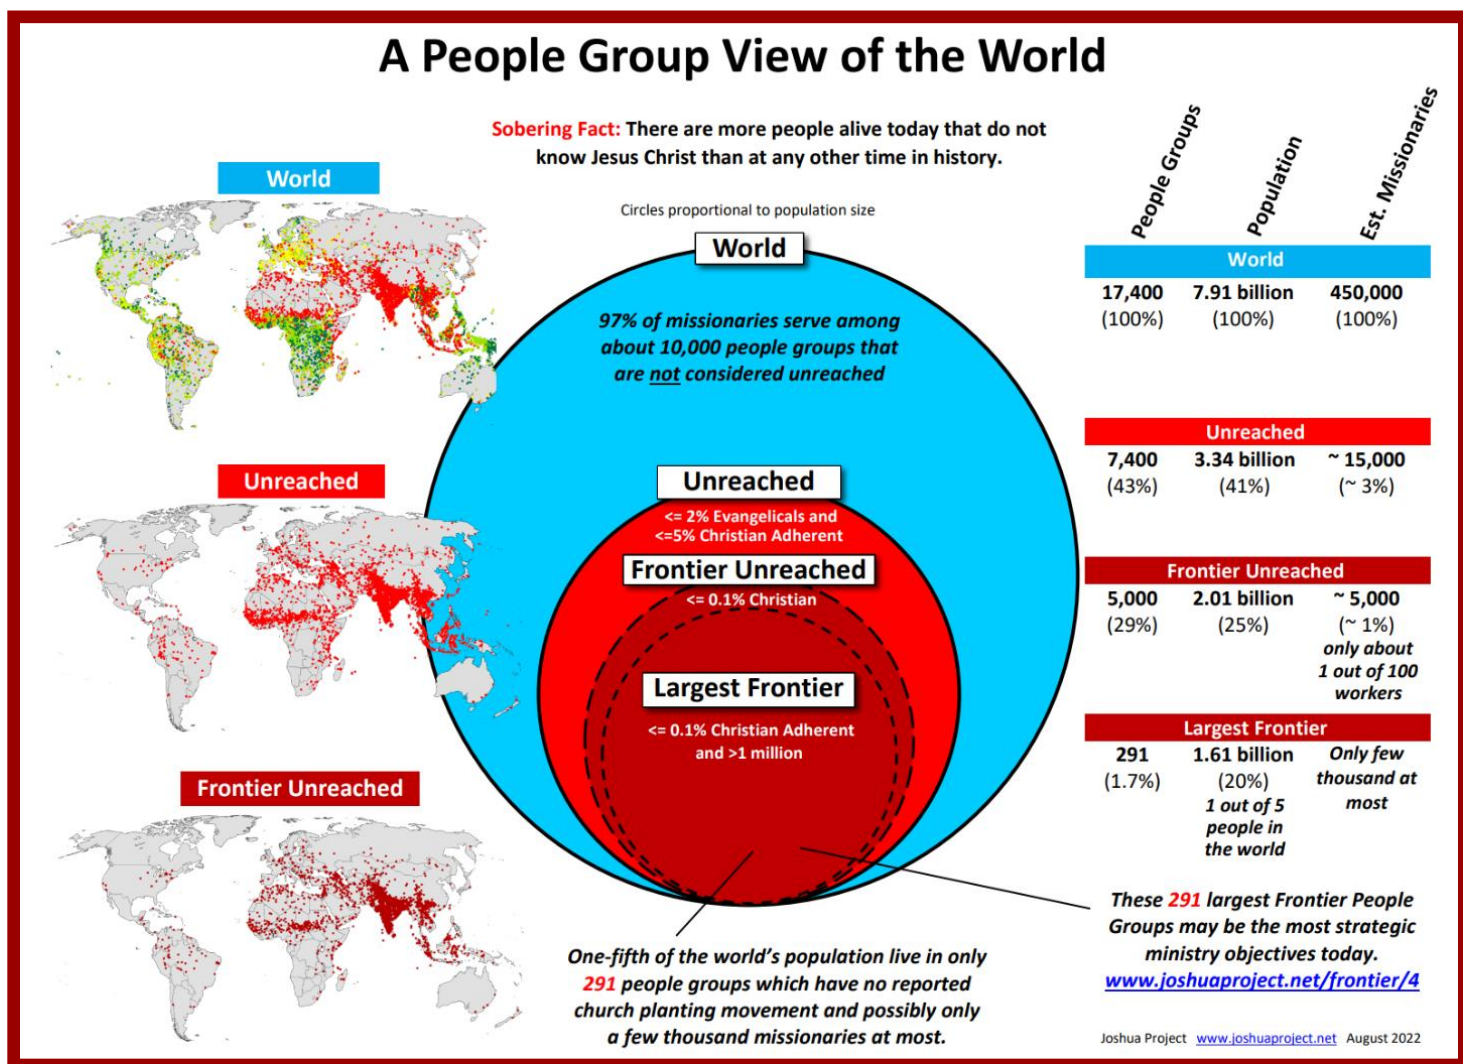 A People Group View of the World
Sobering Fact: There are more people alive today that do not
know Jesus Christ than at any other time in history.
Circles proportional to population size
World
Unreached
Frontier Unreached
World
97% of missionaries serve among
about 10,000 people groups that
are not considered unreached
Unreached
<= 2% Evangelicals and
<=5% Christian Adherent
Frontier Unreached
<= 0.1% Christian
Largest Frontier
<= 0.1% Christian Adherent
and >1 million
One-fifth of the world's population live in only
291 people groups which have no reported
church planting movement and possibly only
a few thousand missionaries at most.
People Groups
Population
Est. Missionaries
World
17,400 7.91 billion 450,000
(100%) (100%) (100%)
Unreached
7,400 3.34 billion ~ 15,000
(43%) (41%) (~ 3%)
Frontier Unreached
5,000 2.01 billion ~ 5,000
(29%) (25%) (~ 1%)
only about
1 out of 100
workers
Largest Frontier
291 1.61 billion Only few
(1.7%) (20%) thousand at
1 out of 5 most
people in
the world
These 291 largest Frontier People
Groups may be the most strategic
ministry objectives today.
www.joshuaproject.net/frontier/4
Joshua Project www.joshuaproject.net August 2022